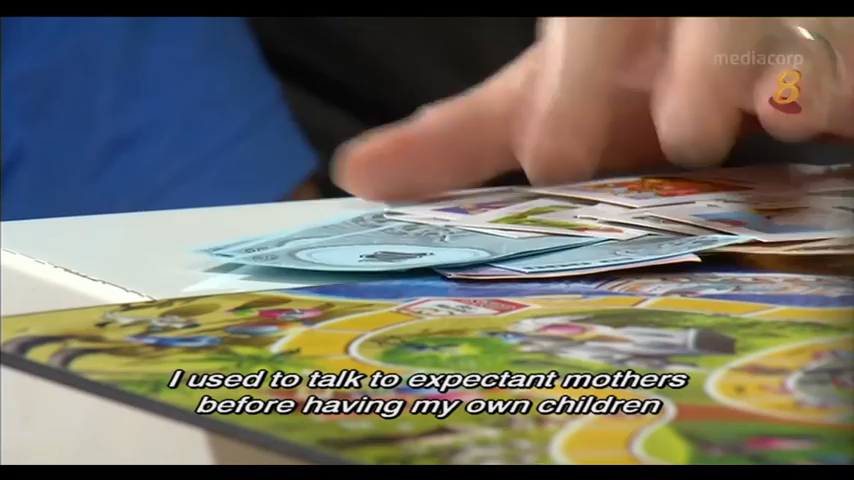 mediacorp
8
I used to talk to expectant mothers
before having my own children